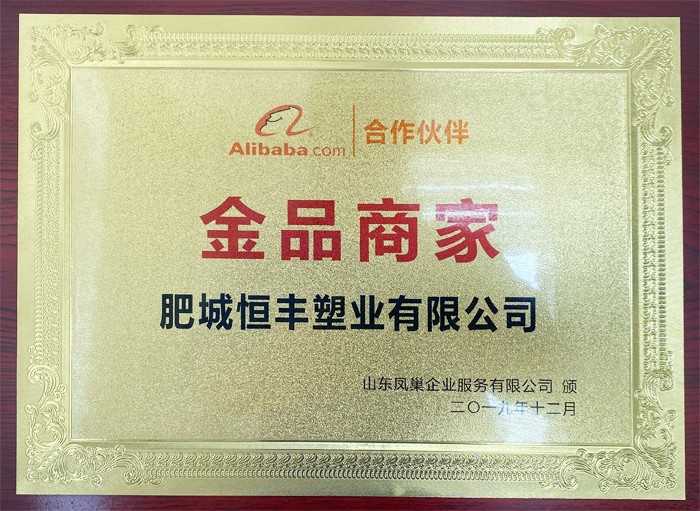 Alibaba.com 合作伙伴
金品商家
肥城恒丰塑业有限公司
山东凤巢企业服务有限公司 颁
二〇一九年十二月